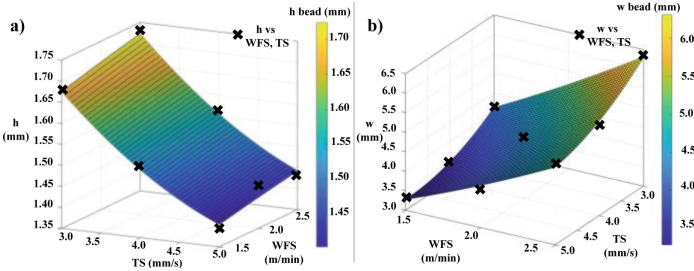 a)
h vs
WFS, TS
h bead (mm)
1.75
1.70
1.65
1.60
1.55
1.50
1.45
1.40
1.35
h
(mm)
3.0
4.0
5.0
TS (mm/s)
1.5
2.0
2.5
WFS
(m/min)
1.70
1.65
1.60
1.55
1.50
1.45
b)
w vs
WFS, TS
w bead (mm)
6.5
6.0
5.5
5.0
4.5
4.0
3.5
3.0
w
(mm)
1.5
2.0
2.5
WFS
(m/min)
5.0
4.5
4.0
3.5
3.0
TS
(mm/s)
6.0
5.5
5.0
4.5
4.0
3.5